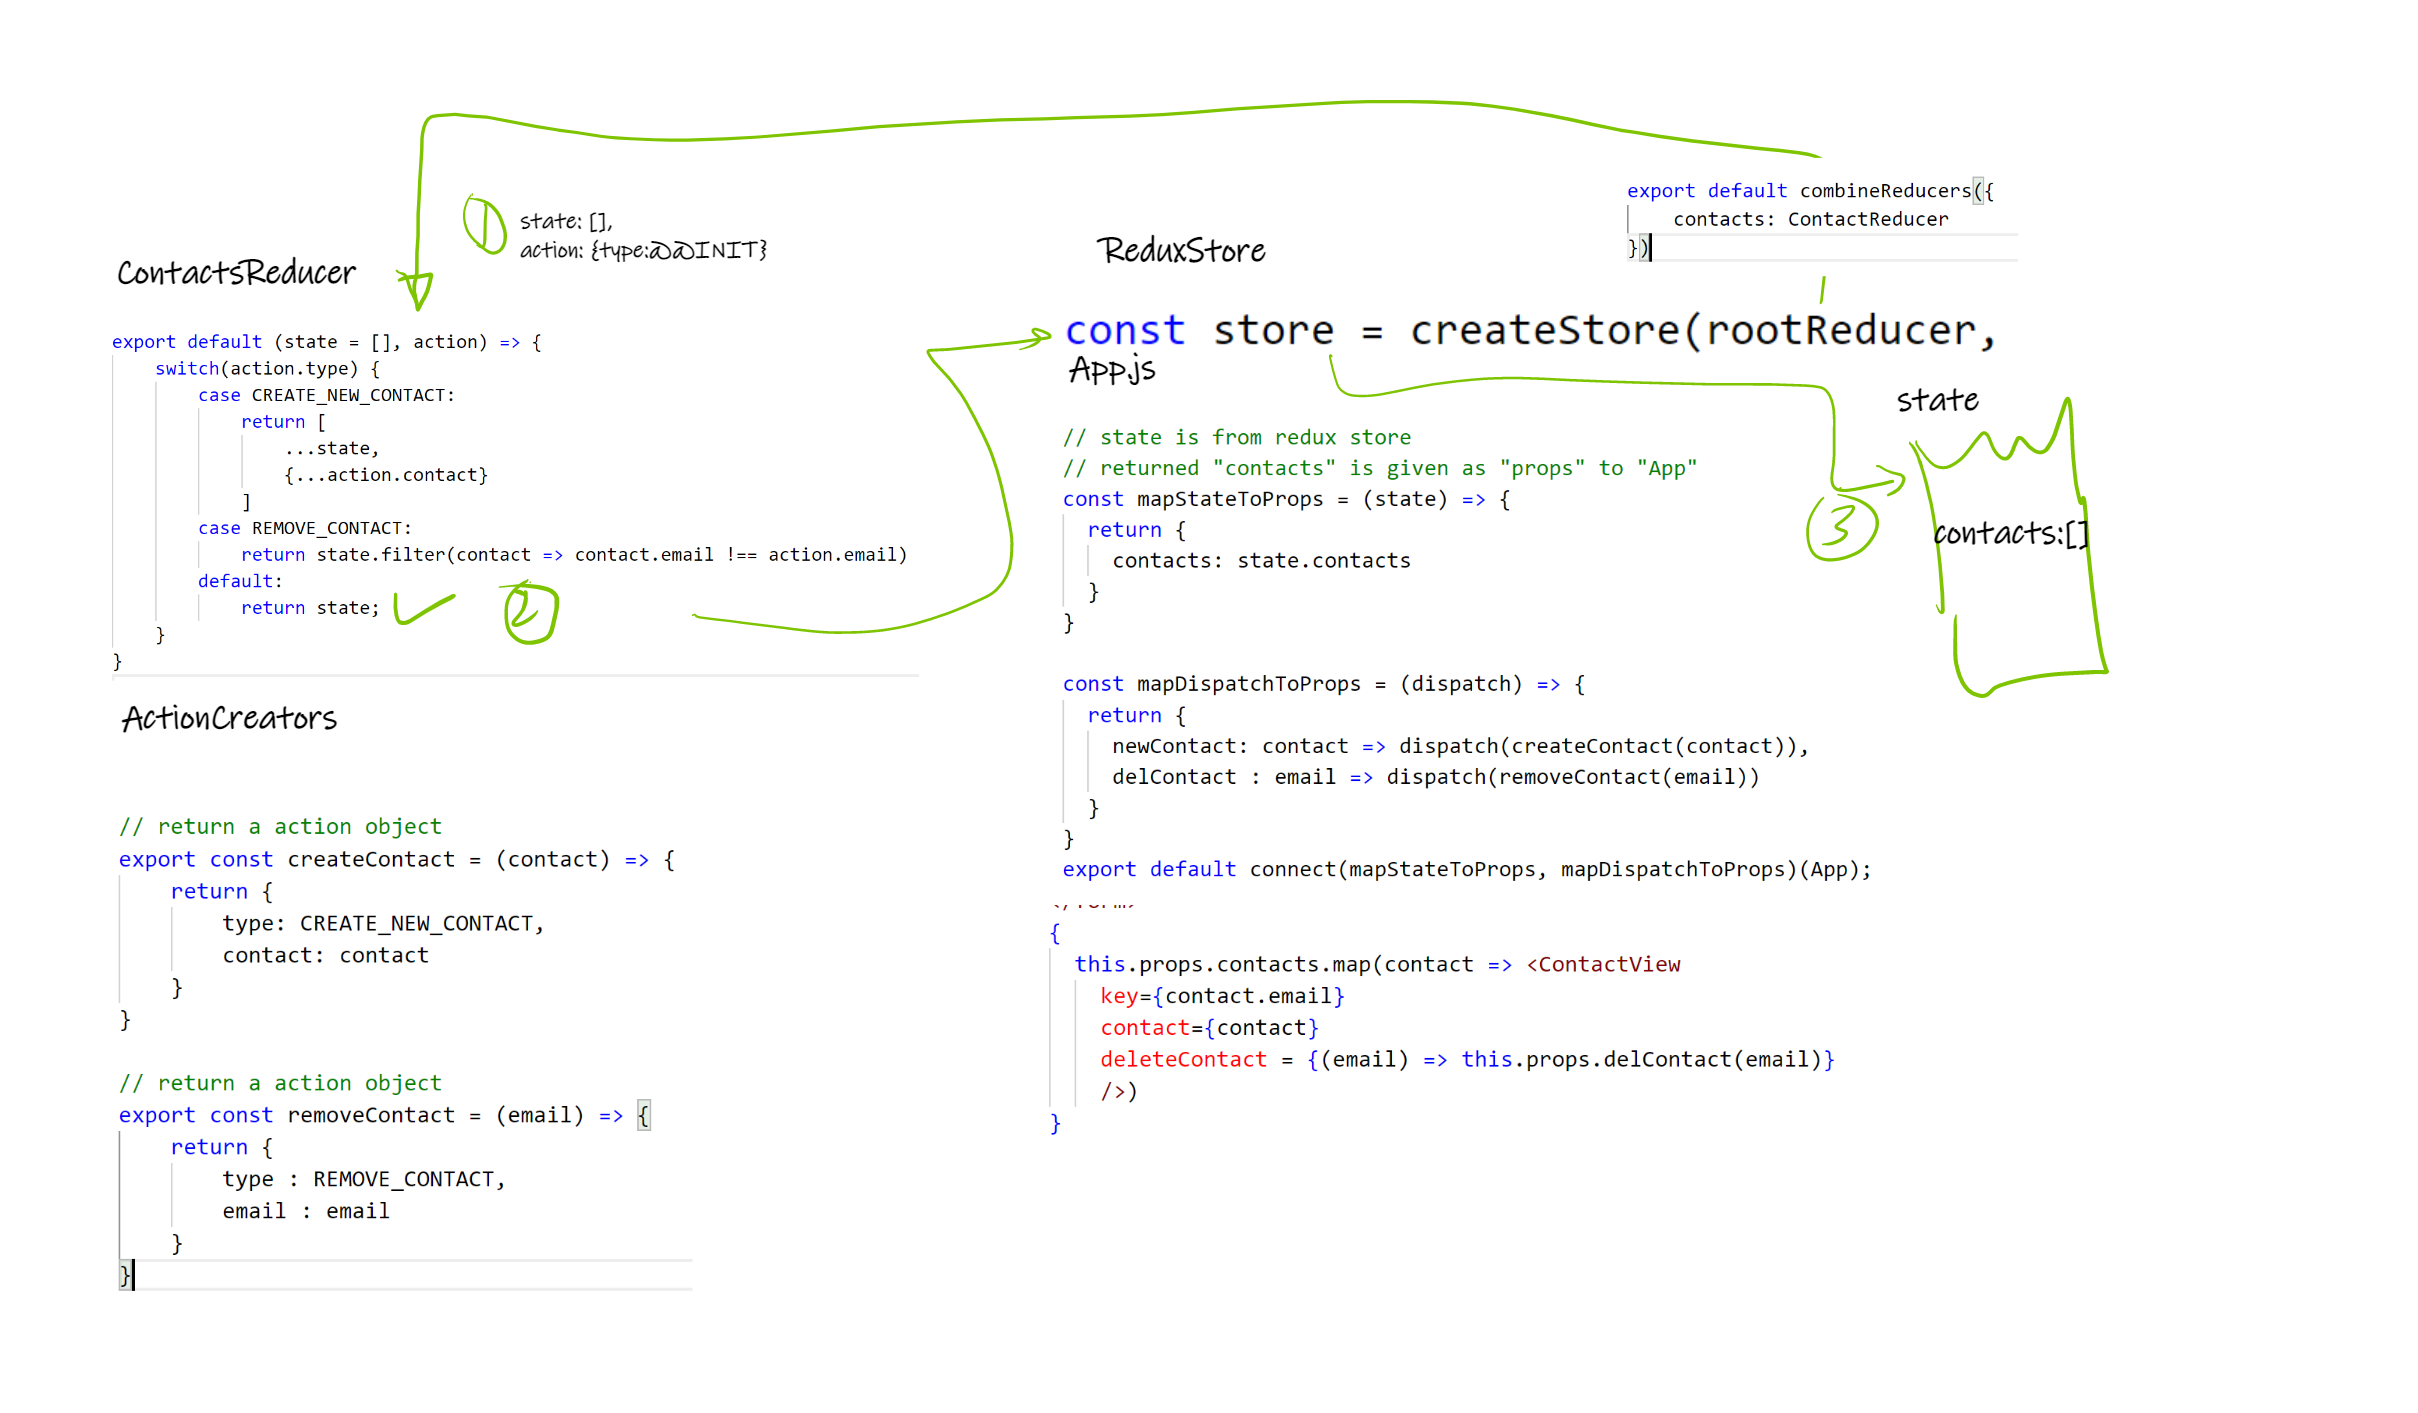 ①
state: [],
action: {type:@@INIT}
ContactsReducer
export default (state = [], action) => {
switch(action.type) {
case CREATE_NEW_CONTACT:
return [
...state,
{...action.contact}
]
case REMOVE_CONTACT:
return state.filter(contact => contact.email !== action.email)
default:
return state;
②
}
}
ActionCreators
// return a action object
export const createContact = (contact) => {
return {
type: CREATE_NEW_CONTACT,
contact: contact
}
}
// return a action object
export const removeContact = (email) => {
return {
type : REMOVE_CONTACT,
email : email
}
}
export default combineReducers({
contacts: ContactReducer
})
ReduxStore
const store = createStore(rootReducer,
App.js
// state is from redux store
// returned "contacts" is given as "props" to "App"
const mapStateToProps = (state) => {
return {
contacts: state.contacts
}
}
const mapDispatchToProps = (dispatch) => {
return {
newContact: contact => dispatch(createContact(contact)),
delContact : email => dispatch(removeContact(email))
}
}
export default connect(mapStateToProps, mapDispatchToProps)(App);
{
this.props.contacts.map(contact => <ContactView
key={contact.email}
contact={contact}
deleteContact = {(email) => this.props.delContact(email)}
/>)
}
state
③
contacts:[]